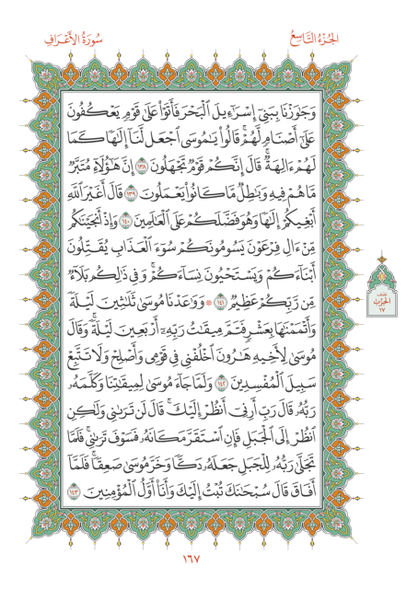 الجُزْءُ التَّاسِعُ
سُورَةُ الأَعْرَافِ
وَجَٰوَزْنَا بِبَنِيٓ إِسْرَٰٓءِيلَ ٱلْبَحْرَ فَأَتَوْا۟ عَلَىٰ قَوْمٍ يَعْكُفُونَ
عَلَىٰٓ أَصْنَامٍ لَّهُمْ ۚ قَالُوا۟ يَٰمُوسَى ٱجْعَل لَّنَآ إِلَٰهًا كَمَا
لَهُمْ ءَالِهَةٌ ۚ قَالَ إِنَّكُمْ قَوْمٌ تَجْهَلُونَ ١٣٨ إِنَّ هَٰٓؤُلَآءِ مُتَبَّرٌ
مَّا هُمْ فِيهِ وَبَٰطِلٌ مَّا كَانُوا۟ يَعْمَلُونَ ١٣٩ قَالَ أَغَيْرَ ٱللَّهِ
أَبْغِيكُمْ إِلَٰهًا وَهُوَ فَضَّلَكُمْ عَلَى ٱلْعَٰلَمِينَ ١٤٠ وَإِذْ أَنجَيْنَٰكُم
مِّنْ ءَالِ فِرْعَوْنَ يَسُومُونَكُمْ سُوٓءَ ٱلْعَذَابِ ۖ يُقَتِّلُونَ
أَبْنَآءَكُمْ وَيَسْتَحْيُونَ نِسَآءَكُمْ ۚ وَفِي ذَٰلِكُم بَلَآءٌ
مِّن رَّبِّكُمْ عَظِيمٌ ١٤١ ۞ وَوَٰعَدْنَا مُوسَىٰ ثَلَٰثِينَ لَيْلَةً
وَأَتْمَمْنَٰهَا بِعَشْرٍ فَتَمَّ مِيقَٰتُ رَبِّهِۦٓ أَرْبَعِينَ لَيْلَةً ۚ وَقَالَ
مُوسَىٰ لِأَخِيهِ هَٰرُونَ ٱخْلُفْنِي فِي قَوْمِي وَأَصْلِحْ وَلَا تَتَّبِعْ
سَبِيلَ ٱلْمُفْسِدِينَ ١٤٢ وَلَمَّا جَآءَ مُوسَىٰ لِمِيقَٰتِنَا وَكَلَّمَهُۥ
رَبُّهُۥ قَالَ رَبِّ أَرِنِيٓ أَنظُرْ إِلَيْكَ ۚ قَالَ لَن تَرَىٰنِي وَلَٰكِنِ
ٱنظُرْ إِلَى ٱلْجَبَلِ فَإِنِ ٱسْتَقَرَّ مَكَانَهُۥ فَسَوْفَ تَرَىٰنِي ۚ فَلَمَّا
تَجَلَّىٰ رَبُّهُۥ لِلْجَبَلِ جَعَلَهُۥ دَكًّا وَخَرَّ مُوسَىٰ صَعِقًا ۚ فَلَمَّآ
أَفَاقَ قَالَ سُبْحَٰنَكَ تُبْتُ إِلَيْكَ وَأَنَا۠ أَوَّلُ ٱلْمُؤْمِنِينَ ١٤٣
الحِزْب
١٧
١٦٧